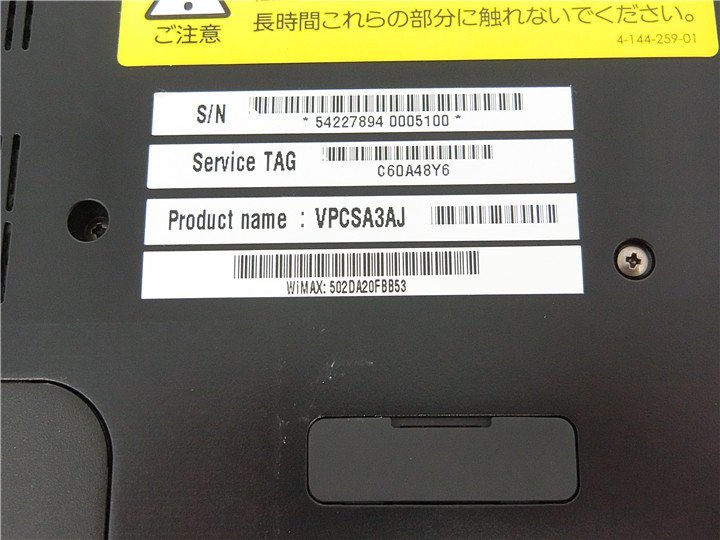 ご注意
長時間これらの部分に触れないでください。
4-144-259-01
S/N
* 54227894 0005100 *
Service TAG
C60A48Y6
Product name : VPCSA3AJ
WiMAX: 502DA20FBB53